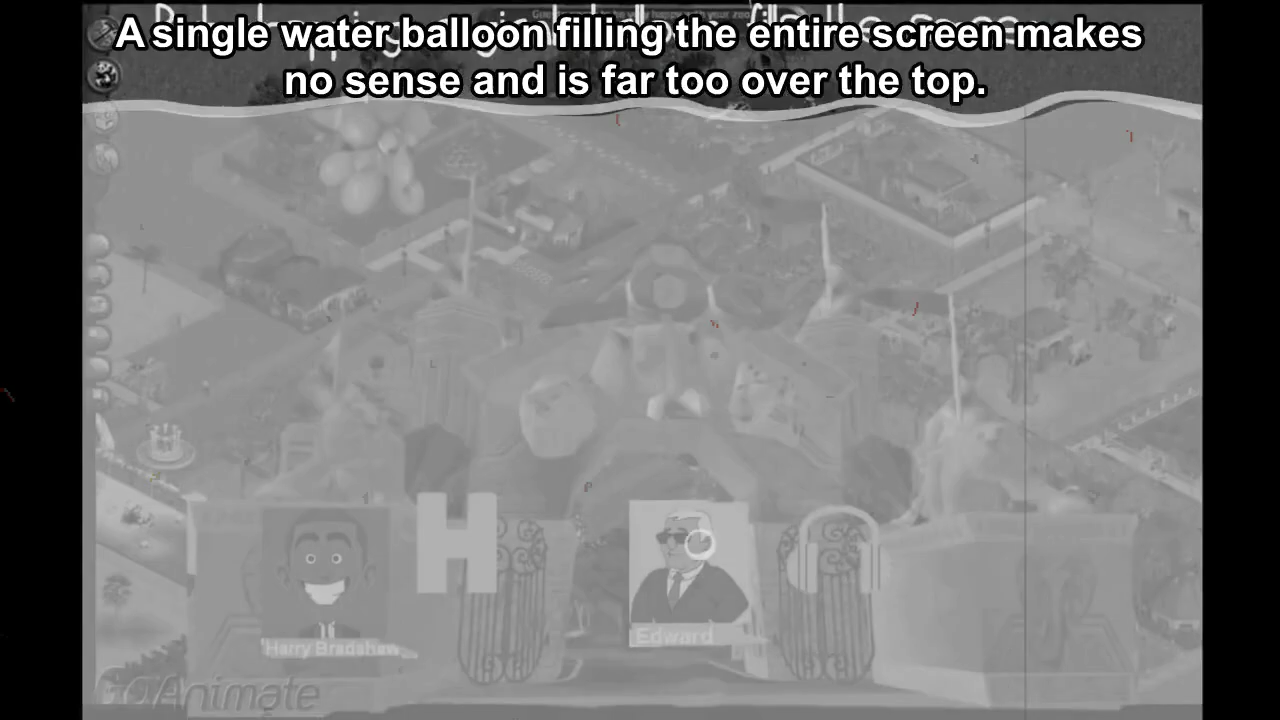 A single water balloon filling the entire screen makes
no sense and is far too over the top.
H
Harry Bradshaw
Edward
GoAnimate